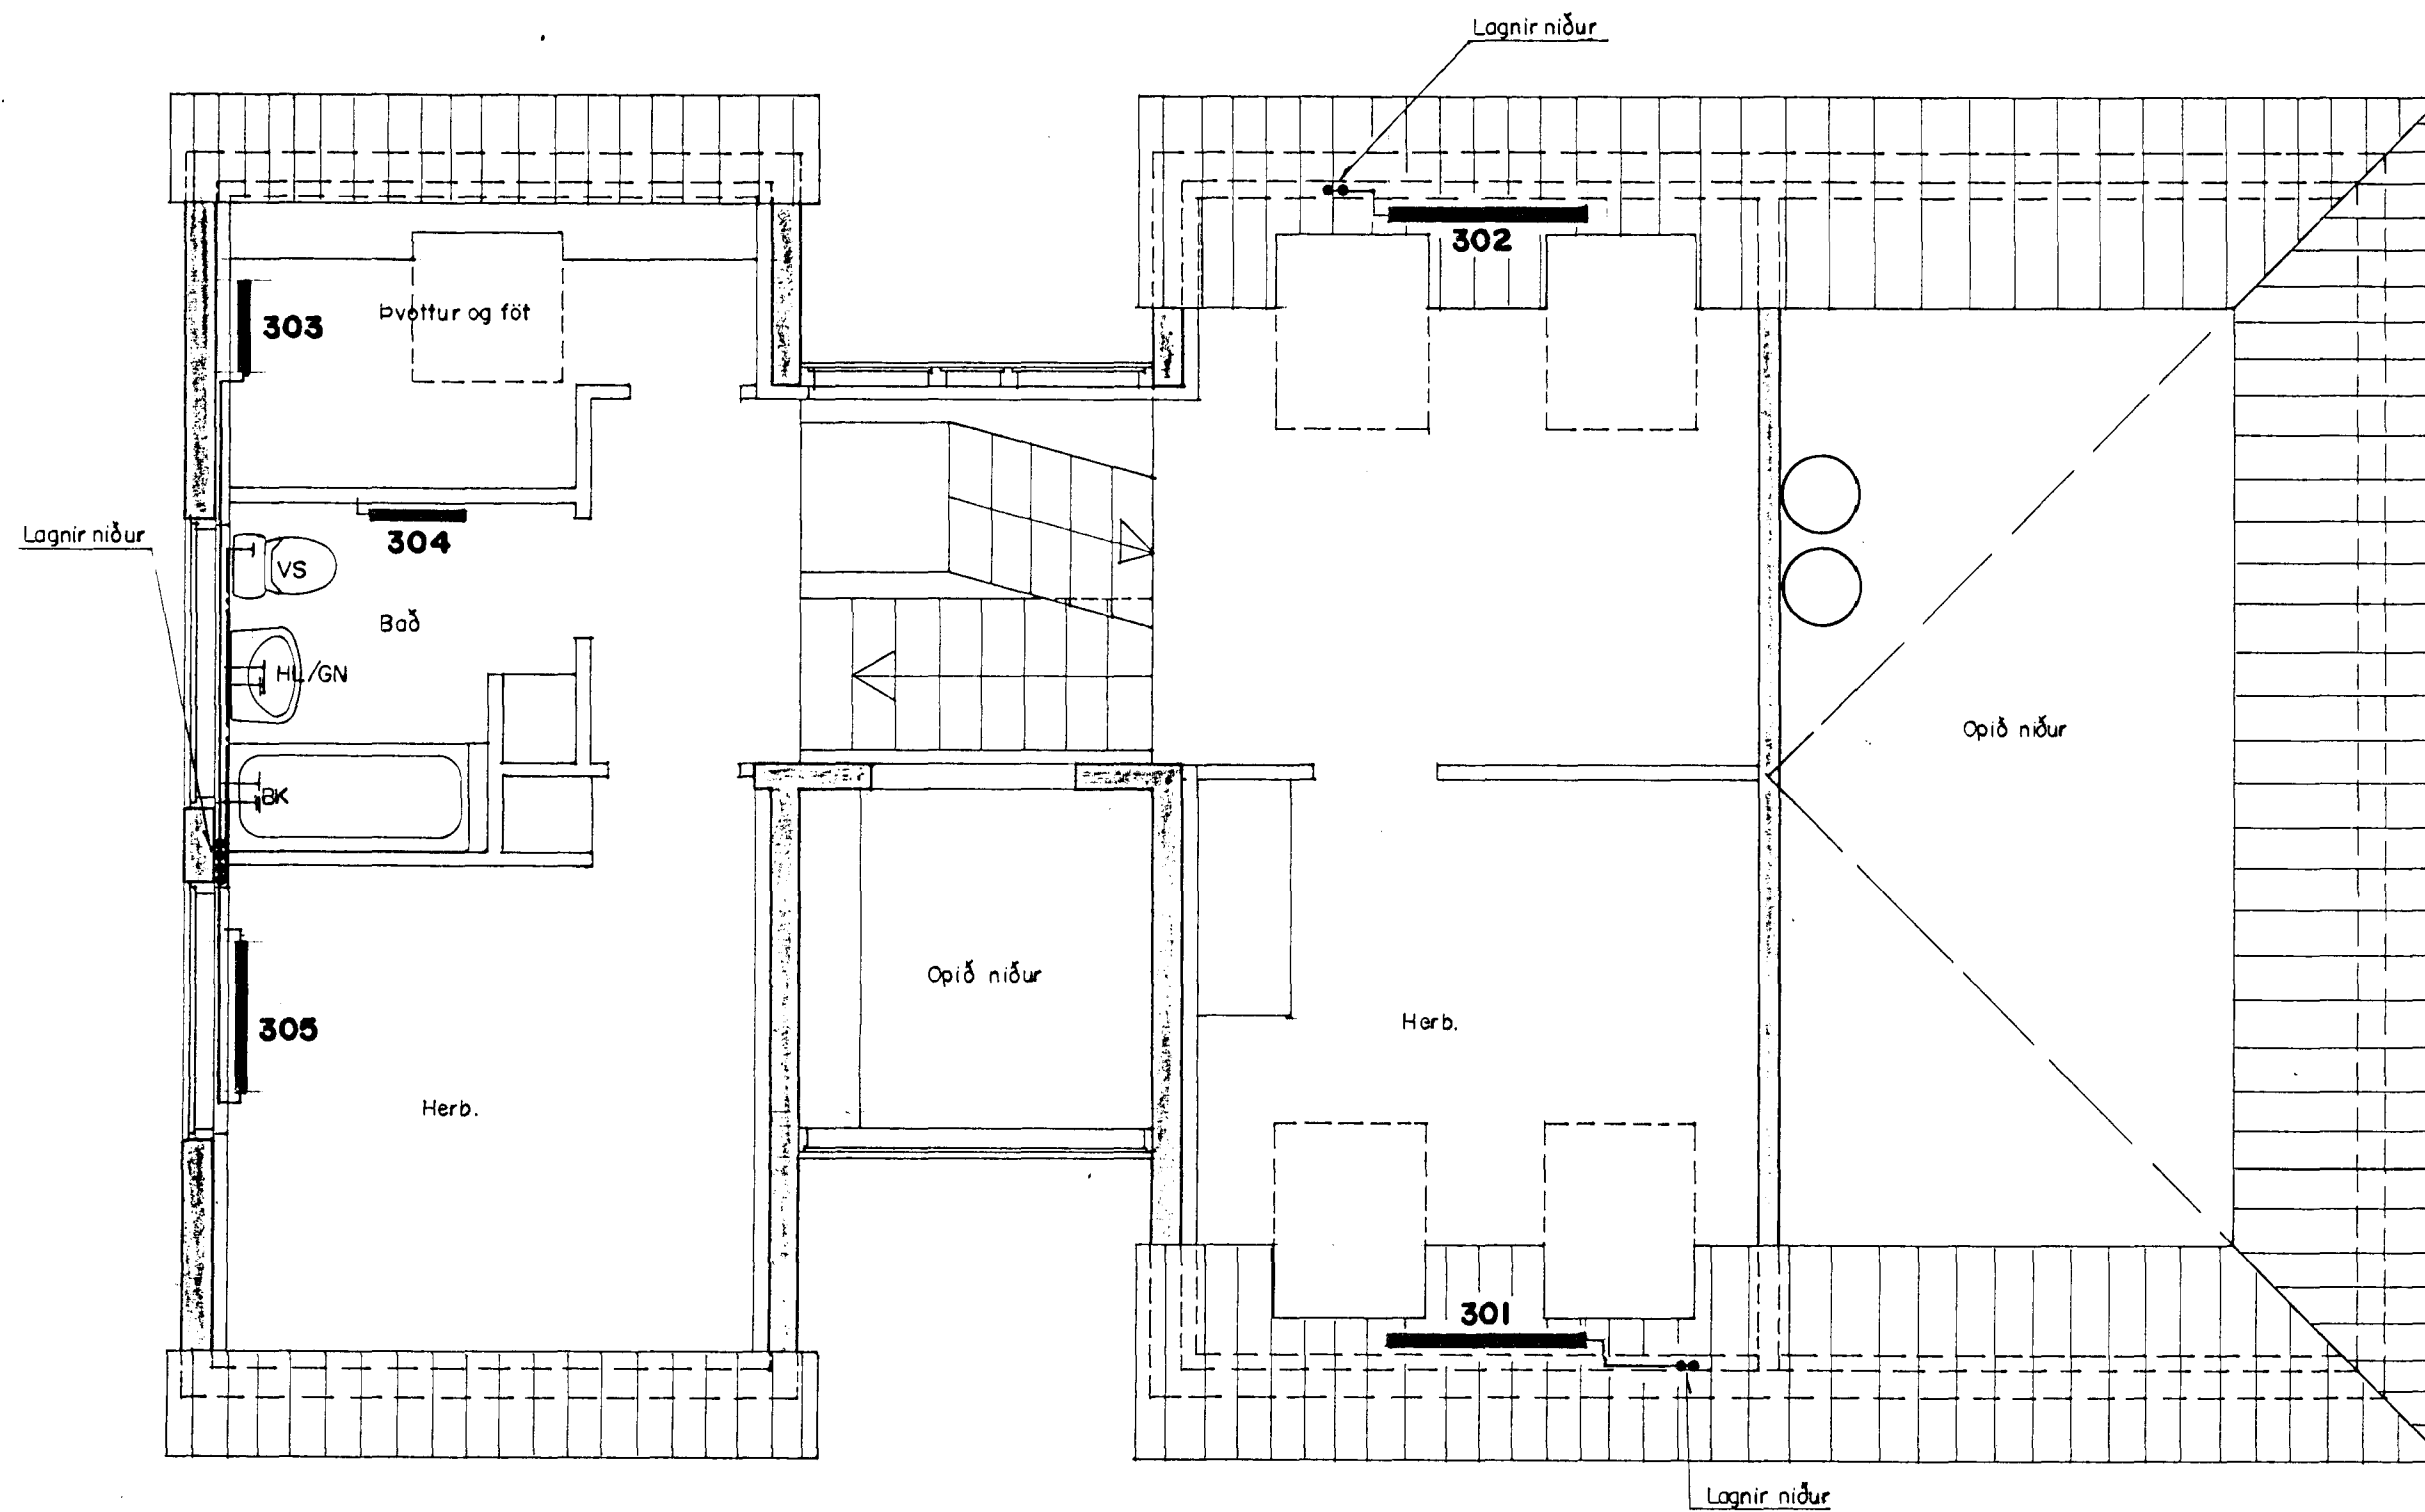 Lagnir niður
302
303
Þvottur og föt
Lagnir niður
304
VS
Bað
HL/GN
BK
Opið niður
Opið niður
305
Herb.
Herb.
301
Lagnir niður